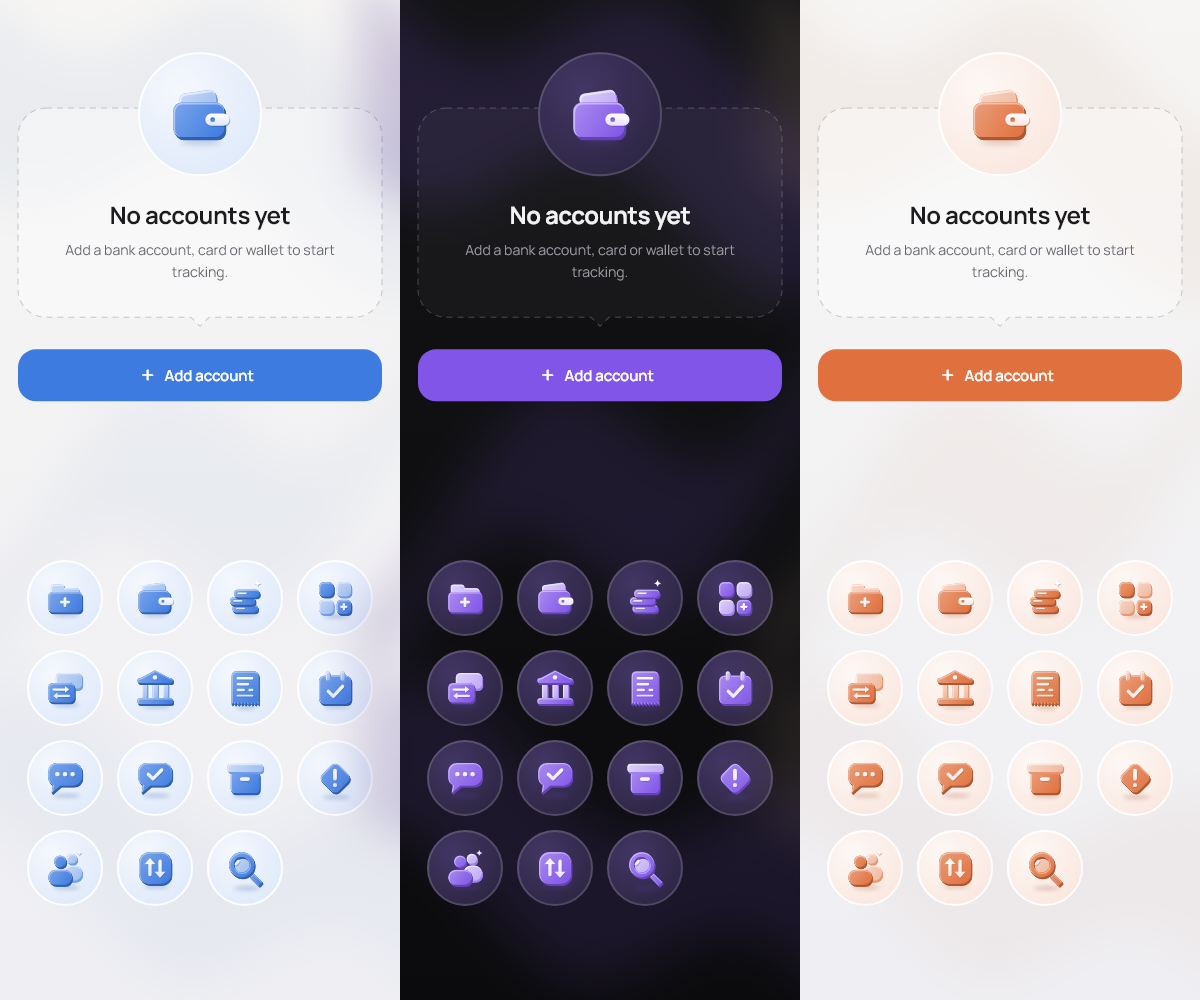 No accounts yet
Add a bank account, card or wallet to start
tracking.
+ Add account
No accounts yet
Add a bank account, card or wallet to start
tracking.
+ Add account
No accounts yet
Add a bank account, card or wallet to start
tracking.
+ Add account